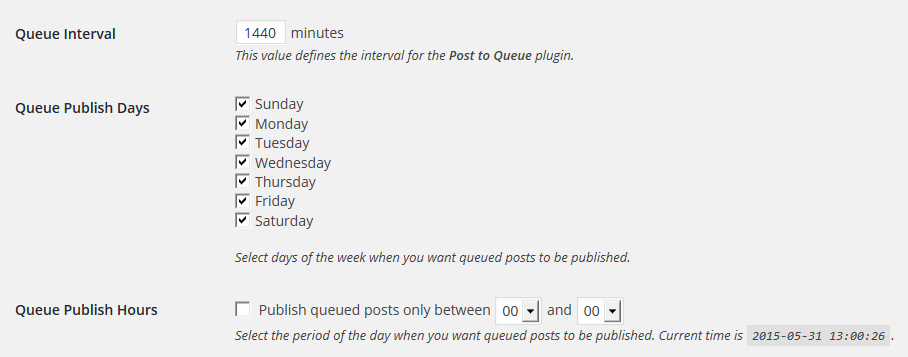 Queue Interval 1440 minutes
This value defines the interval for the Post to Queue plugin.
Queue Publish Days Sunday
Monday
Tuesday
Wednesday
Thursday
Friday
Saturday
Select days of the week when you want queued posts to be published.
Queue Publish Hours Publish queued posts only between 00 and 00
Select the period of the day when you want queued posts to be published. Current time is 2015-05-31 13:00:26 .